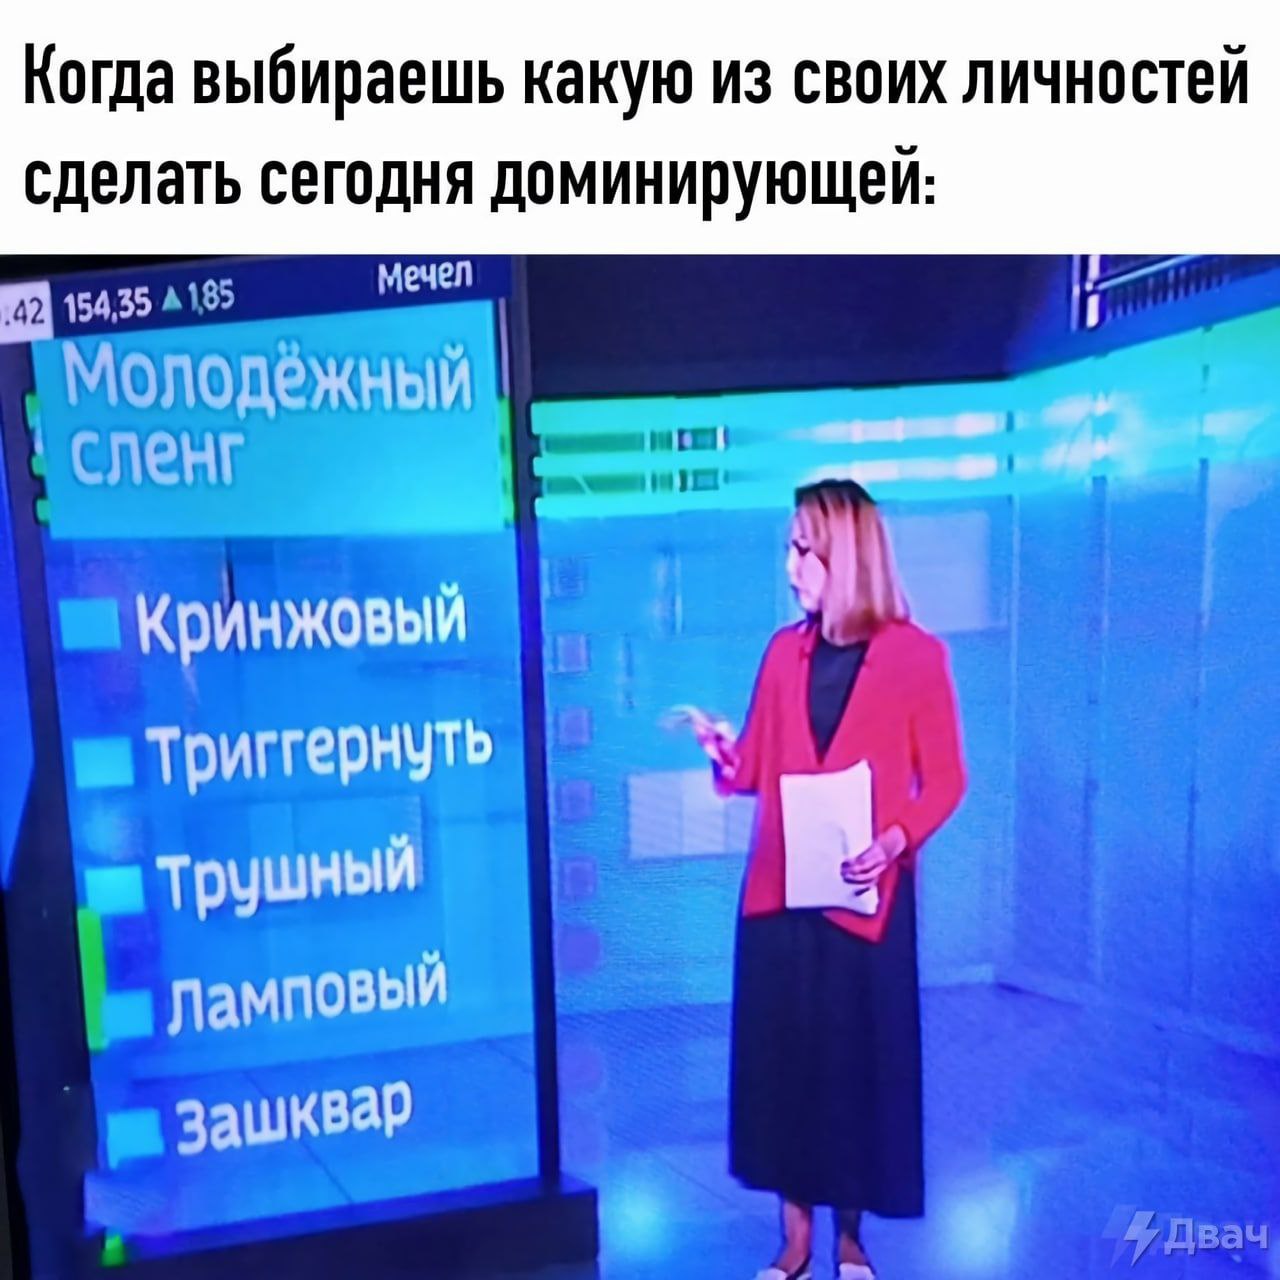 Когда выбираешь какую из своих личностей
сделать сегодня доминирующей:
:42 154,35 ▲1,85 Мечел
Молодёжный
сленг
Кринжовый
Триггернуть
Трушный
Ламповый
Зашквар
Двач